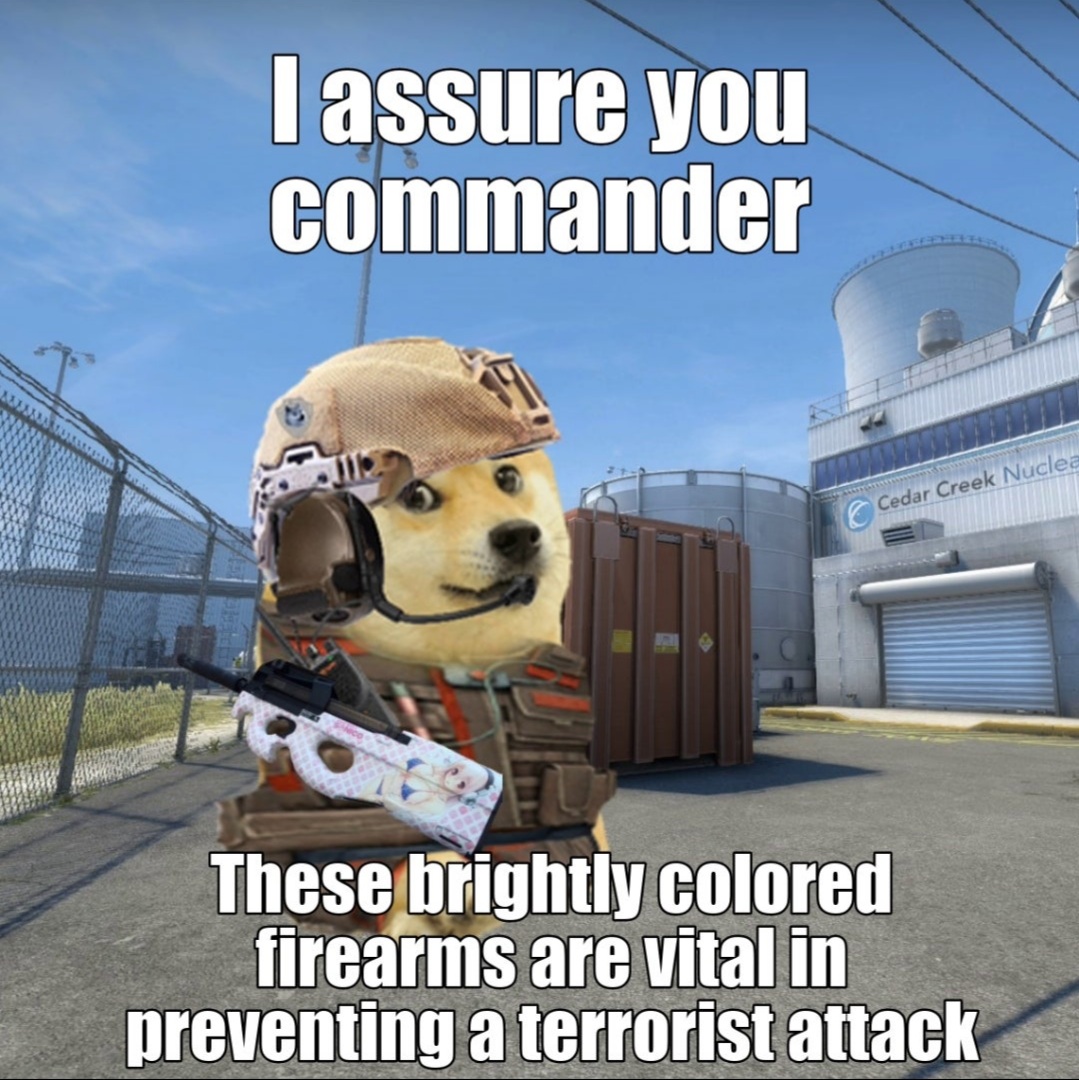 I assure you
commander
Cedar Creek Nuclea
These brightly colored
firearms are vital in
preventing a terrorist attack